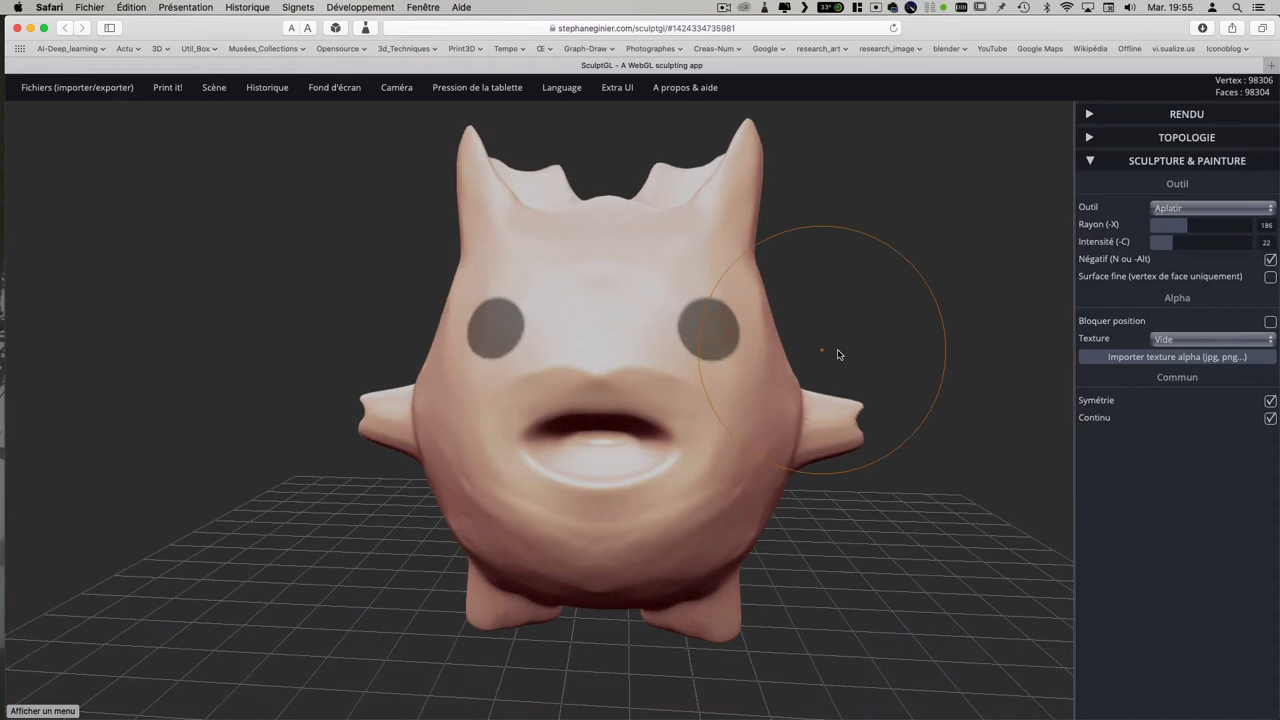 Safari Fichier Édition Présentation Historique Signets Développement Fenêtre Aide 33° Mar. 19:55
A A stephaneginier.com/sculptgl/#1424334735981
AI-Deep_learning Actu 3D Util_Box Musées_Collections Opensource 3d_Techniques Print3D Tempo Œ Graph-Draw Photographes Creas-Num Google research_art research_image blender YouTube Google Maps Wikipédia Offline vi.sualize.us Iconoblog
SculptGL - A WebGL sculpting app
Fichiers (importer/exporter) Print it! Scène Historique Fond d'écran Caméra Pression de la tablette Language Extra UI A propos & aide
Vertex : 98306
Faces : 98304
RENDU
TOPOLOGIE
SCULPTURE & PAINTURE
Outil
Outil Aplatir
Rayon (-X) 186
Intensité (-C) 22
Négatif (N ou -Alt)
Surface fine (vertex de face uniquement)
Alpha
Bloquer position
Texture Vide
Importer texture alpha (jpg, png...)
Commun
Symétrie
Continu
Afficher un menu